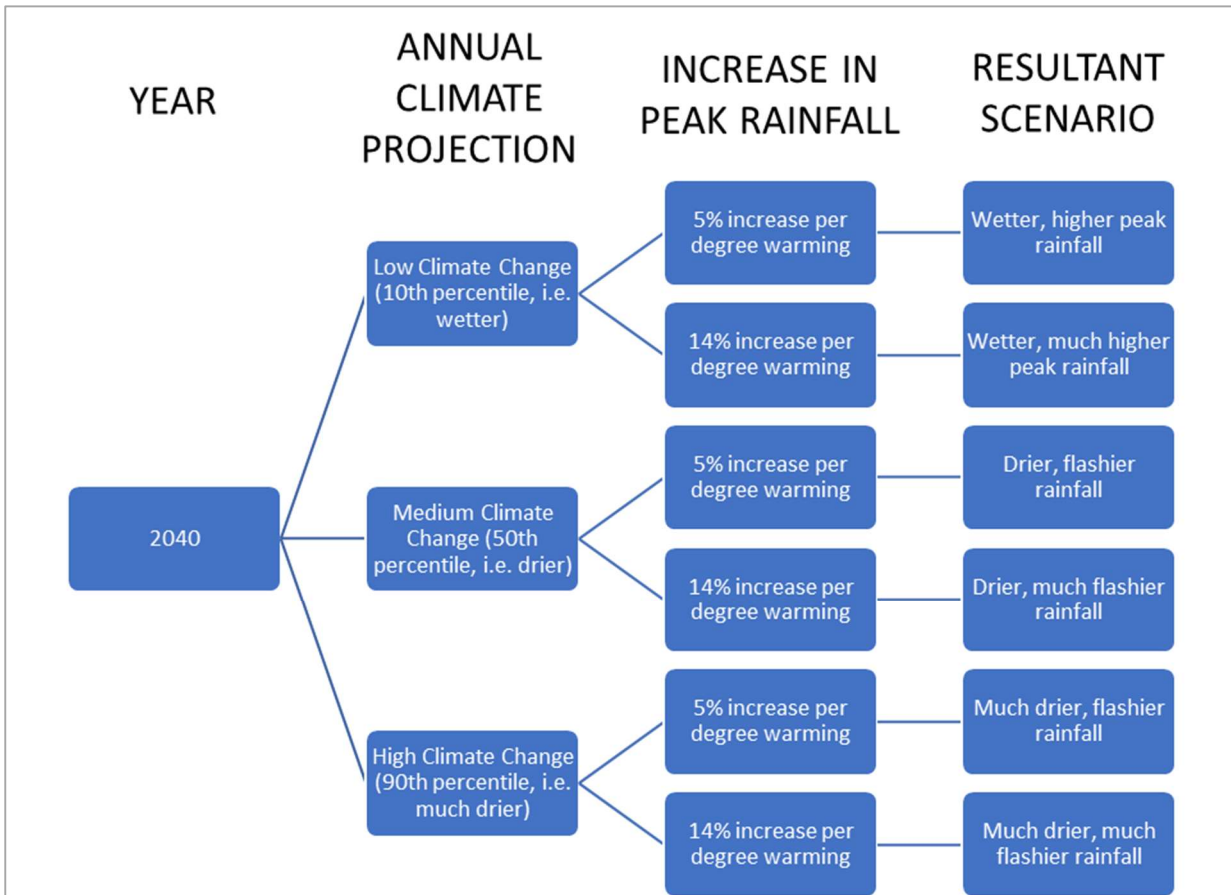 YEAR
ANNUAL
CLIMATE
PROJECTION
INCREASE IN
PEAK RAINFALL
RESULTANT
SCENARIO
2040
Low Climate Change
(10th percentile, i.e.
wetter)
5% increase per
degree warming
Wetter, higher peak
rainfall
14% increase per
degree warming
Wetter, much higher
peak rainfall
Medium Climate
Change (50th
percentile, i.e. drier)
5% increase per
degree warming
Drier, flashier
rainfall
14% increase per
degree warming
Drier, much flashier
rainfall
High Climate Change
(90th percentile, i.e.
much drier)
5% increase per
degree warming
Much drier, flashier
rainfall
14% increase per
degree warming
Much drier, much
flashier rainfall